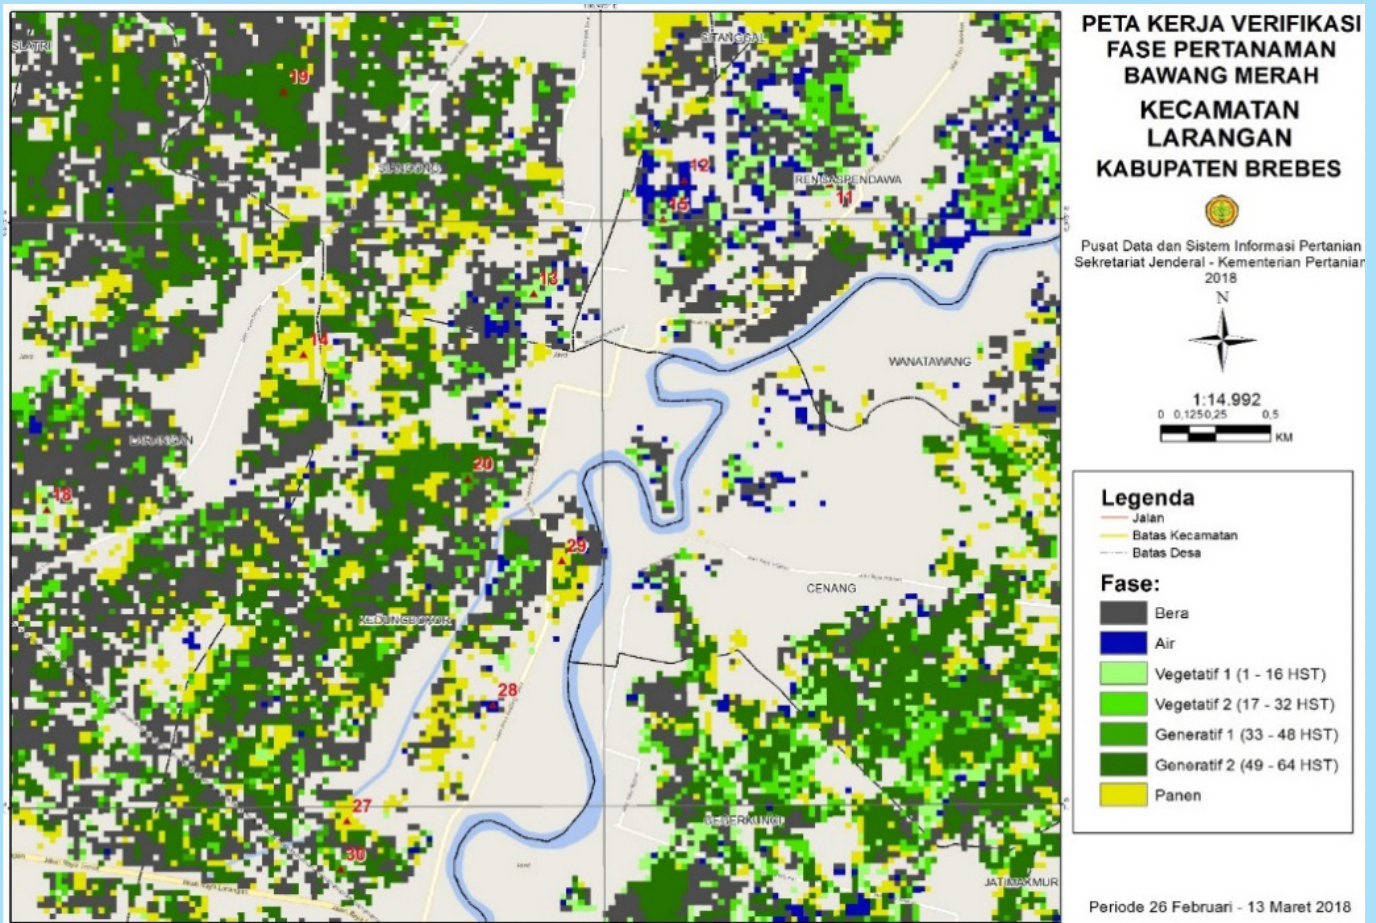 PETA KERJA VERIFIKASI
FASE PERTANAMAN
BAWANG MERAH
KECAMATAN
LARANGAN
KABUPATEN BREBES
Pusat Data dan Sistem Informasi Pertanian
Sekretariat Jenderal - Kementerian Pertanian
2018
N
1:14.992
0 0,125 0,25 0,5
KM
Legenda
Jalan
Batas Kecamatan
Batas Desa
Fase:
Bera
Air
Vegetatif 1 (1 - 16 HST)
Vegetatif 2 (17 - 32 HST)
Generatif 1 (33 - 48 HST)
Generatif 2 (49 - 64 HST)
Panen
Periode 26 Februari - 13 Maret 2018
SLATRI
SITANGGAL
19
SIANDONG
12
RENGASPENDAWA
11
15
13
14
WANATAWANG
LARANGAN
20
18
29
CENANG
KEDUNGBOKOR
28
27
30
JATIMAKMUR